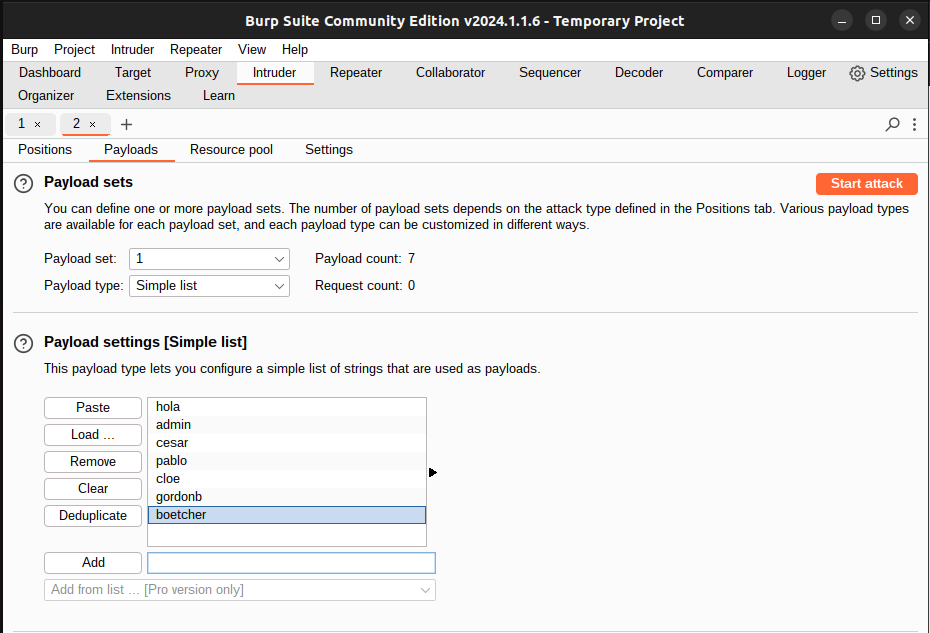 Burp Suite Community Edition v2024.1.1.6 - Temporary Project
Burp Project Intruder Repeater View Help
Dashboard Target Proxy Intruder Repeater Collaborator Sequencer Decoder Comparer Logger Settings
Organizer Extensions Learn
1 × 2 × +
Positions Payloads Resource pool Settings
? Payload sets Start attack
You can define one or more payload sets. The number of payload sets depends on the attack type defined in the Positions tab. Various payload types
are available for each payload set, and each payload type can be customized in different ways.
Payload set: 1 Payload count: 7
Payload type: Simple list Request count: 0
? Payload settings [Simple list]
This payload type lets you configure a simple list of strings that are used as payloads.
Paste
Load ...
Remove
Clear
Deduplicate
hola
admin
cesar
pablo
cloe
gordonb
boetcher
Add
Add from list ... [Pro version only]